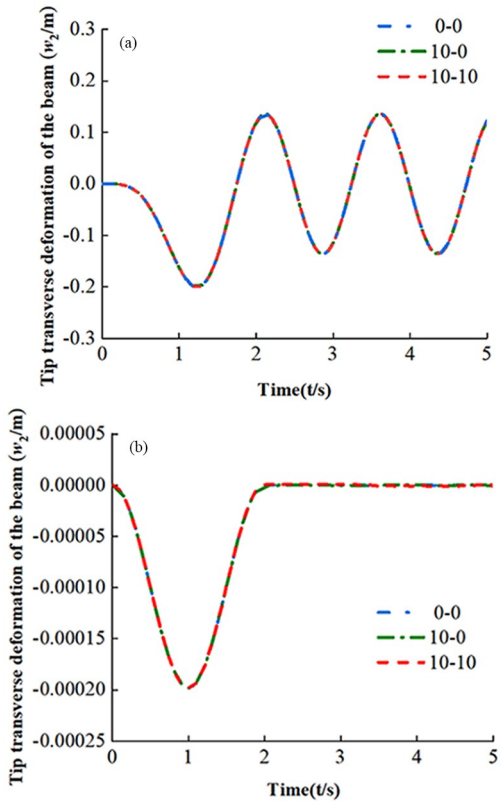 (a)
0-0
10-0
10-10
Tip transverse deformation of the beam (w₂/m)
0.3
0.2
0.1
0.0
-0.1
-0.2
-0.3
0 1 2 3 4 5
Time(t/s)
(b)
0-0
10-0
10-10
Tip transverse deformation of the beam (w₂/m)
0.00005
0.00000
-0.00005
-0.00010
-0.00015
-0.00020
-0.00025
0 1 2 3 4 5
Time(t/s)